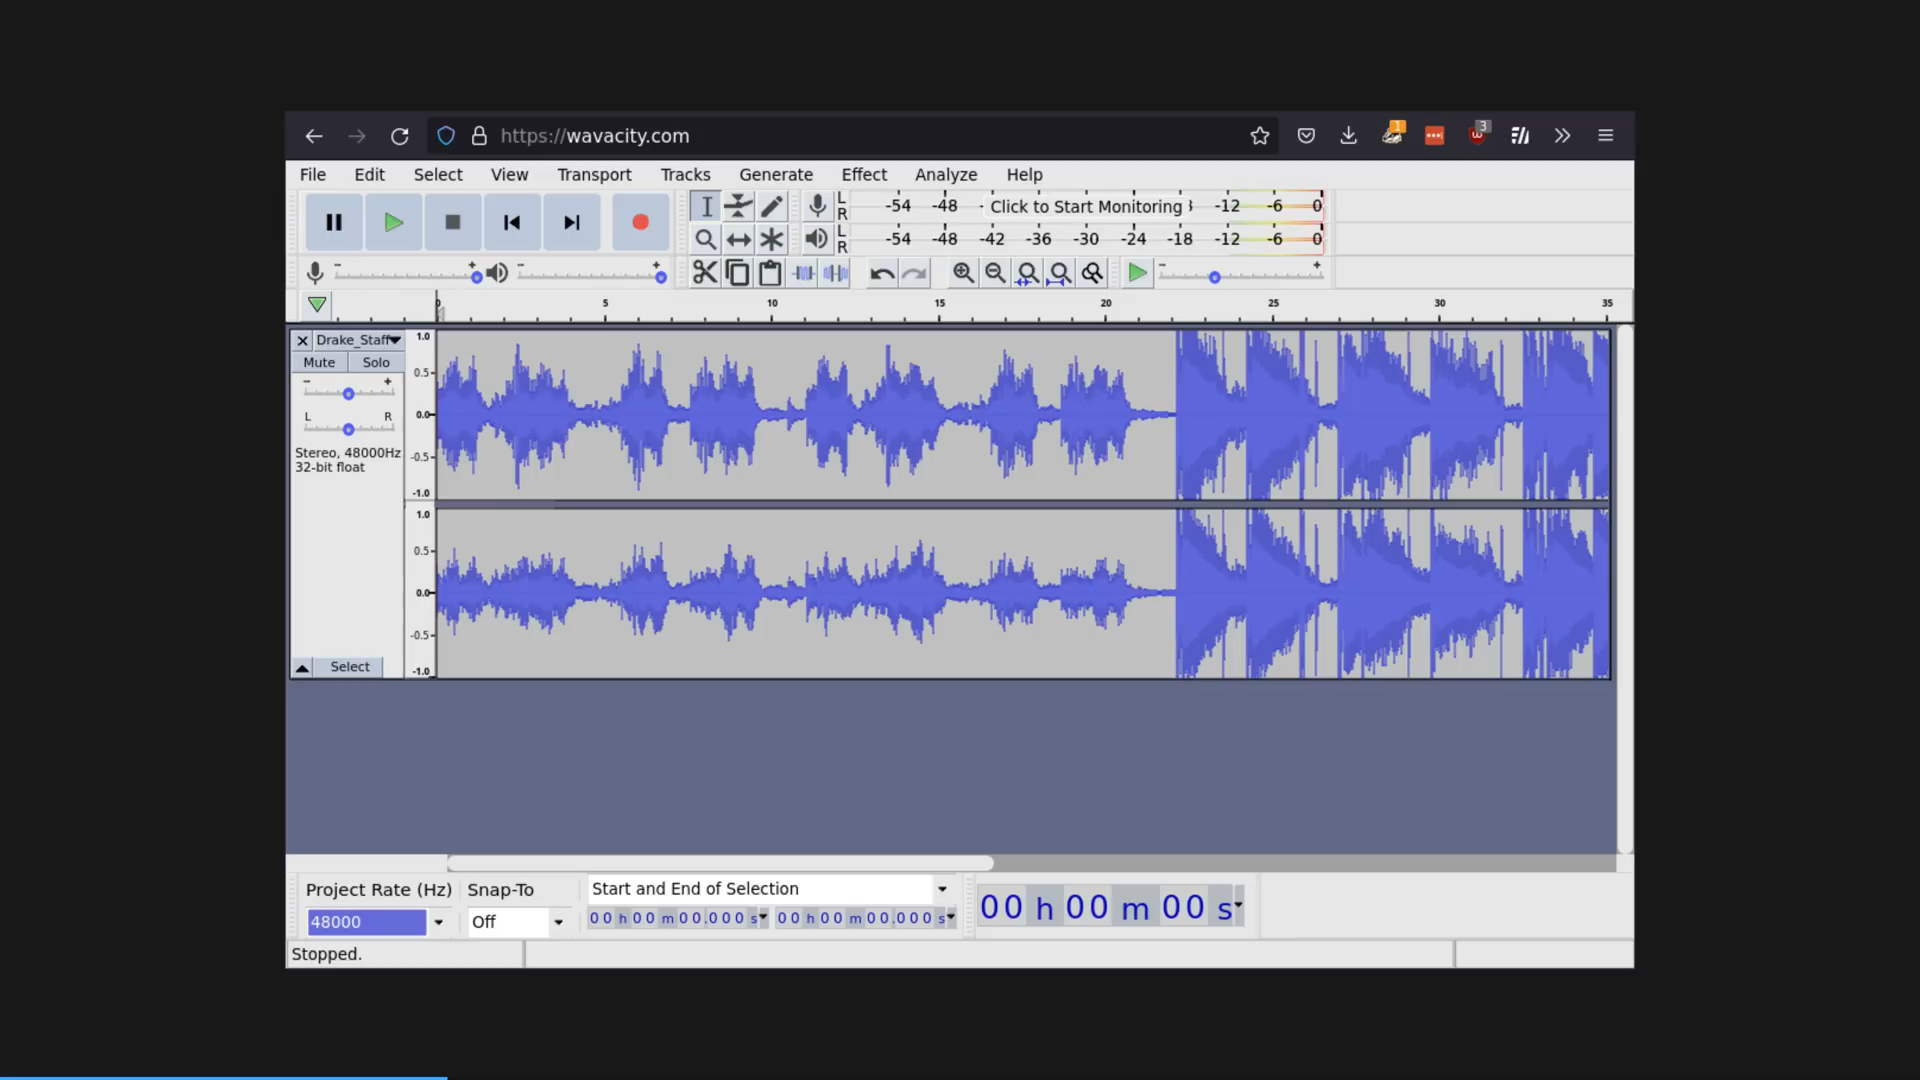 https://wavacity.com
1
3
File Edit Select View Transport Tracks Generate Effect Analyze Help
L
R
-54 -48 Click to Start Monitoring -12 -6 0
L
R
-54 -48 -42 -36 -30 -24 -18 -12 -6 0
0 5 10 15 20 25 30 35
Drake_Staff
Mute Solo
L R
Stereo, 48000Hz
32-bit float
1.0
0.5
0.0
-0.5
-1.0
1.0
0.5
0.0
-0.5
-1.0
Select
Project Rate (Hz) Snap-To Start and End of Selection
48000 Off 00 h 00 m 00.000 s 00 h 00 m 00.000 s
00 h 00 m 00 s
Stopped.